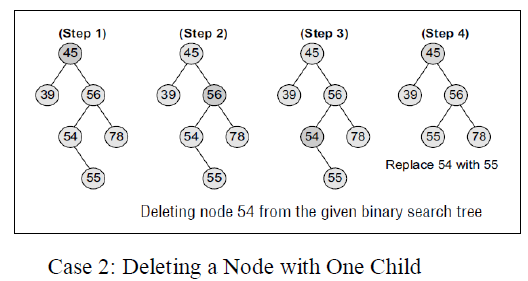 (Step 1) (Step 2) (Step 3) (Step 4)
45 45 45 45
39 56 39 56 39 56 39 56
54 78 54 78 54 78 55 78
55 55 55
Replace 54 with 55
Deleting node 54 from the given binary search tree
Case 2: Deleting a Node with One Child